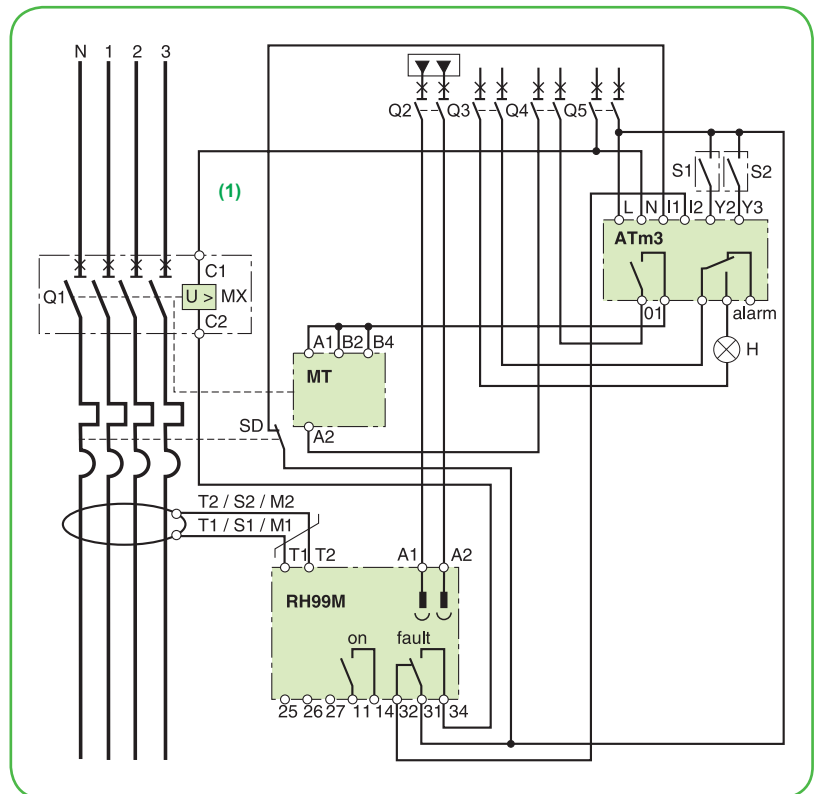 N 1 2 3
Q2 Q3 Q4 Q5
S1 S2
(1)
L N I1 I2 Y2 Y3
ATm3
C1
Q1 U > MX
C2
01 alarm
A1 B2 B4
H
MT
SD
A2
T2 / S2 / M2
T1 / S1 / M1
T1 T2 A1 A2
RH99M
on fault
25 26 27 11 14 32 31 34